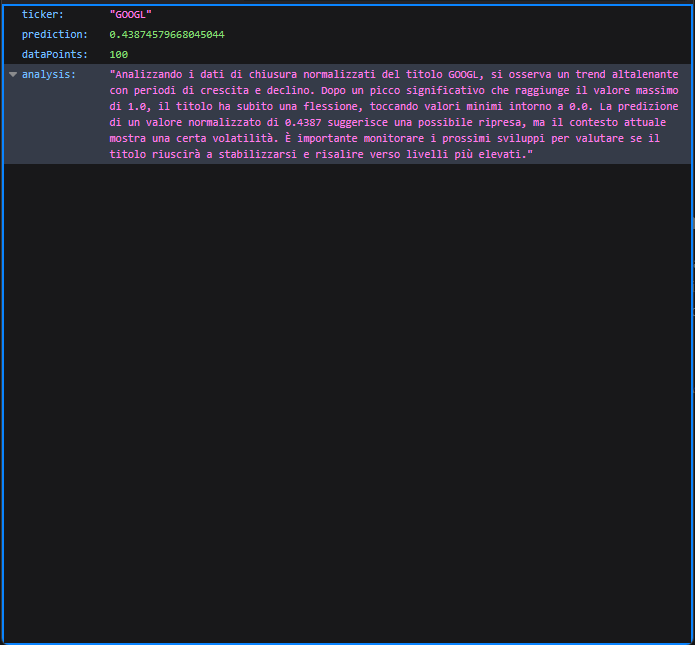 ticker: "GOOGL"
prediction: 0.43874579668045044
dataPoints: 100
analysis: "Analizzando i dati di chiusura normalizzati del titolo GOOGL, si osserva un trend altalenante
con periodi di crescita e declino. Dopo un picco significativo che raggiunge il valore massimo
di 1.0, il titolo ha subito una flessione, toccando valori minimi intorno a 0.0. La predizione
di un valore normalizzato di 0.4387 suggerisce una possibile ripresa, ma il contesto attuale
mostra una certa volatilità. È importante monitorare i prossimi sviluppi per valutare se il
titolo riuscirà a stabilizzarsi e risalire verso livelli più elevati."